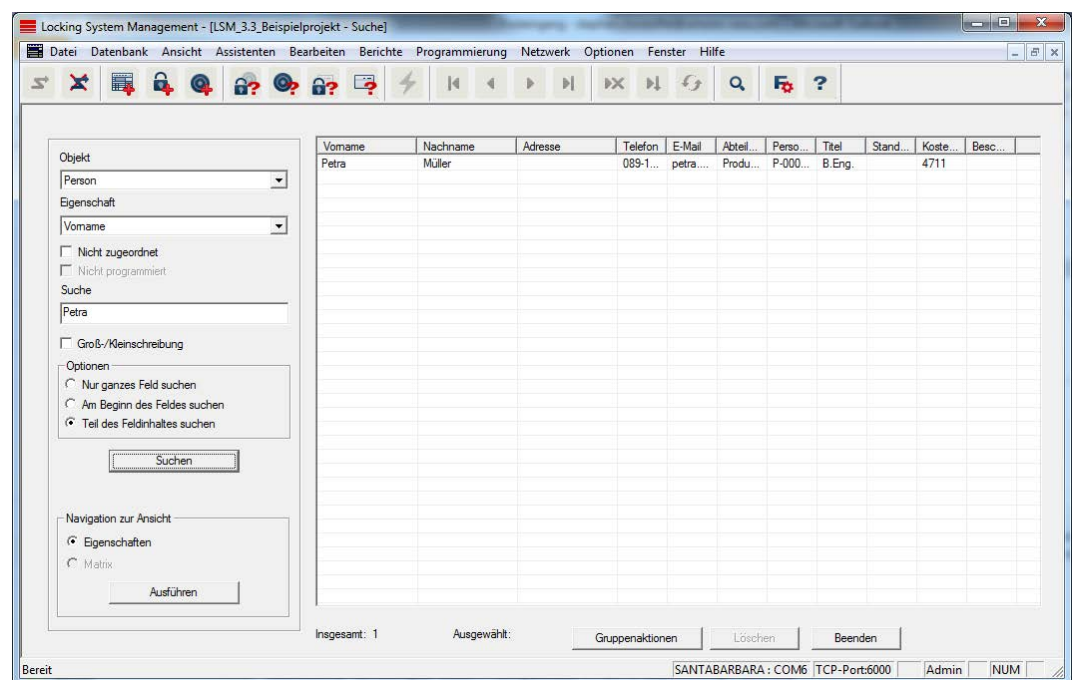 Locking System Management - [LSM_3.3_Beispielprojekt - Suche]
Datei Datenbank Ansicht Assistenten Bearbeiten Berichte Programmierung Netzwerk Optionen Fenster Hilfe
Objekt
Person
Eigenschaft
Vorname
Nicht zugeordnet
Nicht programmiert
Suche
Petra
Groß-/Kleinschreibung
Optionen
Nur ganzes Feld suchen
Am Beginn des Feldes suchen
Teil des Feldinhaltes suchen
Suchen
Navigation zur Ansicht
Eigenschaften
Matrix
Ausführen
Vorname Nachname Adresse Telefon E-Mail Abteil... Perso... Titel Stand... Koste... Besc...
Petra Müller 089-1... petra.... Produ... P-000... B.Eng. 4711
Insgesamt: 1 Ausgewählt: Gruppenaktionen Löschen Beenden
Bereit SANTABARBARA : COM6 TCP-Port:6000 Admin NUM